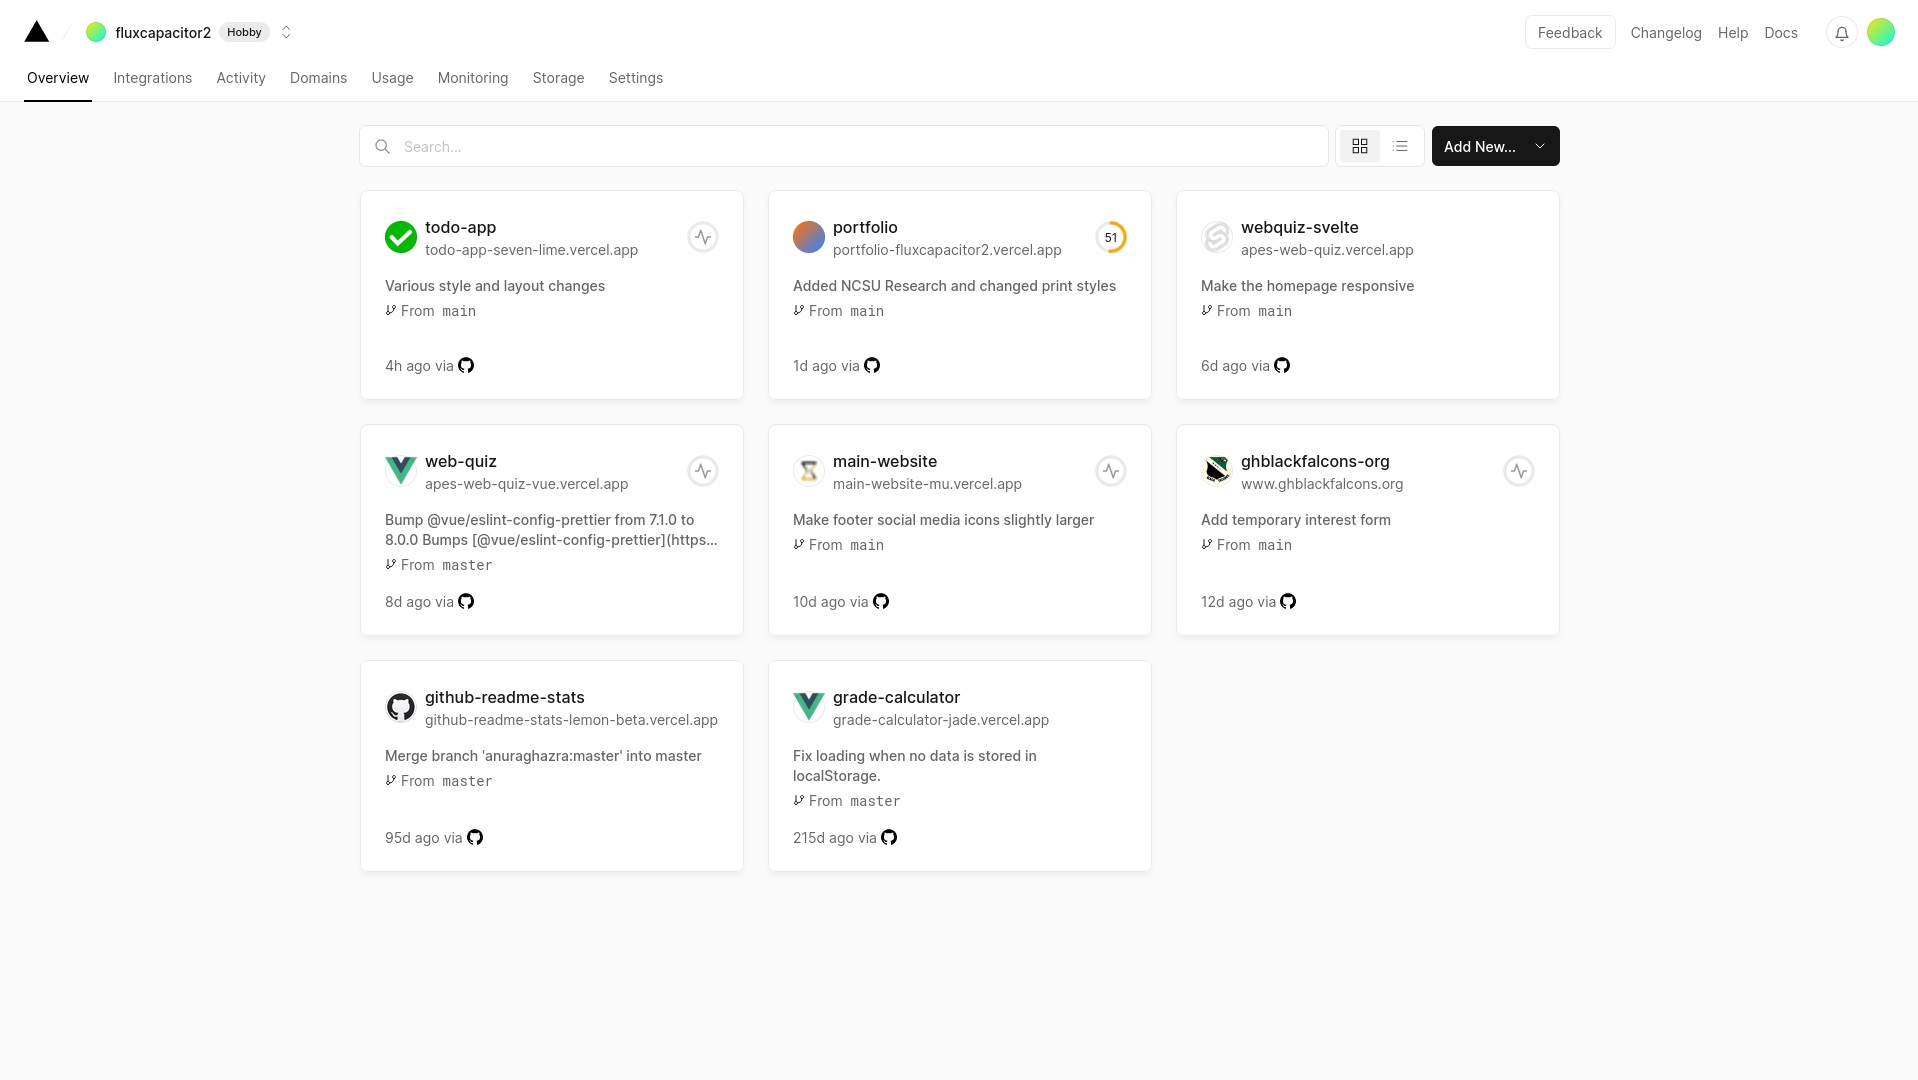 fluxcapacitor2 Hobby
Feedback Changelog Help Docs
Overview Integrations Activity Domains Usage Monitoring Storage Settings
Search...
Add New...
todo-app
todo-app-seven-lime.vercel.app
Various style and layout changes
From main
4h ago via
portfolio
portfolio-fluxcapacitor2.vercel.app
51
Added NCSU Research and changed print styles
From main
1d ago via
webquiz-svelte
apes-web-quiz.vercel.app
Make the homepage responsive
From main
6d ago via
web-quiz
apes-web-quiz-vue.vercel.app
Bump @vue/eslint-config-prettier from 7.1.0 to
8.0.0 Bumps [@vue/eslint-config-prettier](https...
From master
8d ago via
main-website
main-website-mu.vercel.app
Make footer social media icons slightly larger
From main
10d ago via
ghblackfalcons-org
www.ghblackfalcons.org
Add temporary interest form
From main
12d ago via
github-readme-stats
github-readme-stats-lemon-beta.vercel.app
Merge branch 'anuraghazra:master' into master
From master
95d ago via
grade-calculator
grade-calculator-jade.vercel.app
Fix loading when no data is stored in
localStorage.
From master
215d ago via